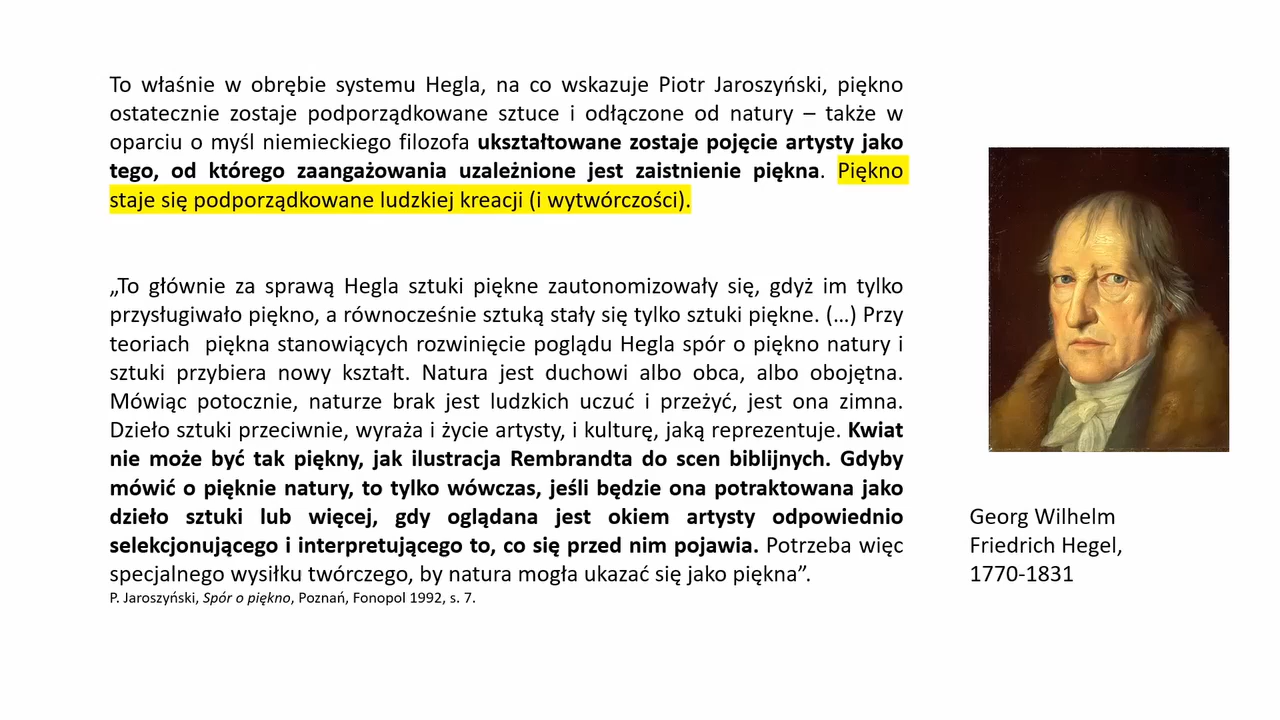 To właśnie w obrębie systemu Hegla, na co wskazuje Piotr Jaroszyński, piękno
ostatecznie zostaje podporządkowane sztuce i odłączone od natury – także w
oparciu o myśl niemieckiego filozofa ukształtowane zostaje pojęcie artysty jako
tego, od którego zaangażowania uzależnione jest zaistnienie piękna. Piękno
staje się podporządkowane ludzkiej kreacji (i wytwórczości).
„To głównie za sprawą Hegla sztuki piękne zautonomizowały się, gdyż im tylko
przysługiwało piękno, a równocześnie sztuką stały się tylko sztuki piękne. (…) Przy
teoriach piękna stanowiących rozwinięcie poglądu Hegla spór o piękno natury i
sztuki przybiera nowy kształt. Natura jest duchowi albo obca, albo obojętna.
Mówiąc potocznie, naturze brak jest ludzkich uczuć i przeżyć, jest ona zimna.
Dzieło sztuki przeciwnie, wyraża i życie artysty, i kulturę, jaką reprezentuje. Kwiat
nie może być tak piękny, jak ilustracja Rembrandta do scen biblijnych. Gdyby
mówić o pięknie natury, to tylko wówczas, jeśli będzie ona potraktowana jako
dzieło sztuki lub więcej, gdy oglądana jest okiem artysty odpowiednio
selekcjonującego i interpretującego to, co się przed nim pojawia. Potrzeba więc
specjalnego wysiłku twórczego, by natura mogła ukazać się jako piękna”.
P. Jaroszyński, Spór o piękno, Poznań, Fonopol 1992, s. 7.
Georg Wilhelm
Friedrich Hegel,
1770-1831